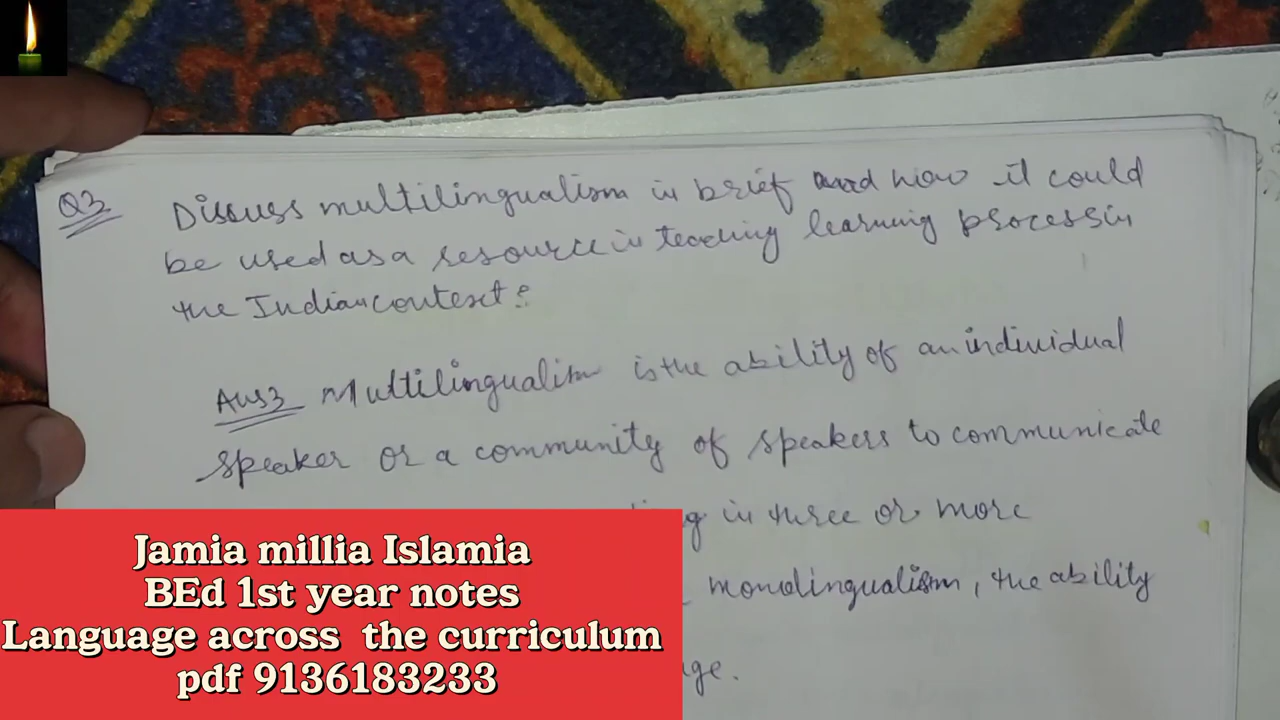 Q3
Discuss multilingualism in brief and how it could
be used as a resource in teaching learning process in
the Indian context?
Ans3 Multilingualism is the ability of an individual
speaker or a community of speakers to communicate
in three or more
monolingualism, the ability
Jamia millia Islamia
BEd 1st year notes
Language across the curriculum
pdf 9136183233